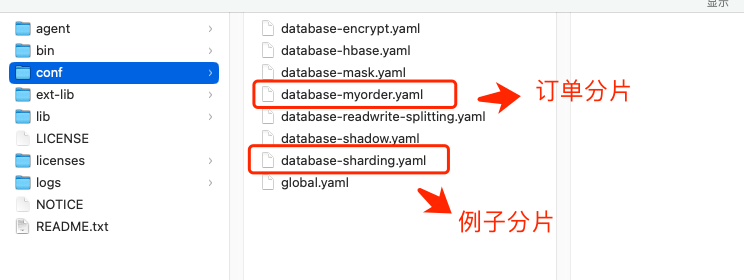 显示
agent
bin
conf
ext-lib
lib
LICENSE
licenses
logs
NOTICE
README.txt
database-encrypt.yaml
database-hbase.yaml
database-mask.yaml
database-myorder.yaml
database-readwrite-splitting.yaml
database-shadow.yaml
database-sharding.yaml
global.yaml
订单分片
例子分片